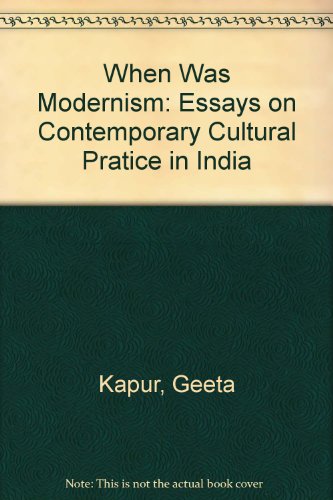 When Was
Modernism: Essays on
Contemporary Cultural
Pratice in India
Kapur, Geeta
Note: This is not the actual book cover